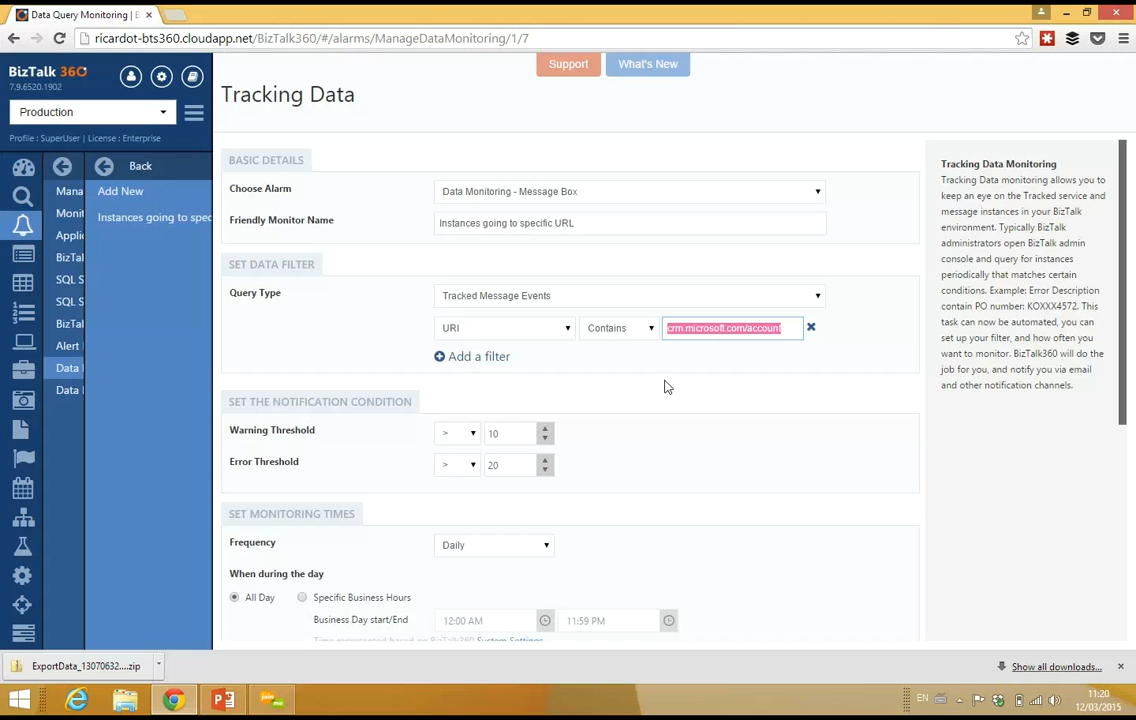 Data Query Monitoring | B
ricardot-bts360.cloudapp.net/BizTalk360/#/alarms/ManageDataMonitoring/1/7
BizTalk 360
7.9.6520.1902
Production
Profile : SuperUser | License : Enterprise
Back
Mana
Add New
Monit
Instances going to spec
Applic
BizTa
SQL S
SQL S
BizTal
Alert
Data
Data
Support
What's New
Tracking Data
BASIC DETAILS
Choose Alarm
Data Monitoring - Message Box
Friendly Monitor Name
Instances going to specific URL
SET DATA FILTER
Query Type
Tracked Message Events
URI
Contains
crm.microsoft.com/account
Add a filter
SET THE NOTIFICATION CONDITION
Warning Threshold
>
10
Error Threshold
>
20
SET MONITORING TIMES
Frequency
Daily
When during the day
All Day
Specific Business Hours
Business Day start/End
12:00 AM
11:59 PM
Time represented based on BizTalk360 System Settings
Tracking Data Monitoring
Tracking Data monitoring allows you to
keep an eye on the Tracked service and
message instances in your BizTalk
environment. Typically BizTalk
administrators open BizTalk admin
console and query for instances
periodically that matches certain
conditions. Example: Error Description
contain PO number: KOXXX4572. This
task can now be automated, you can
set up your filter, and how often you
want to monitor. BizTalk360 will do the
job for you, and notify you via email
and other notification channels.
ExportData_13070632....zip
Show all downloads...
EN
11:20
12/03/2015